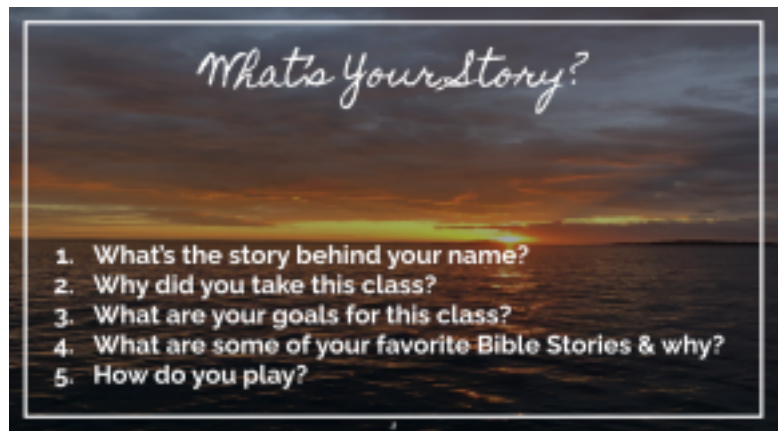 What's Your Story?
1. What's the story behind your name?
2. Why did you take this class?
3. What are your goals for this class?
4. What are some of your favorite Bible Stories & why?
5. How do you play?